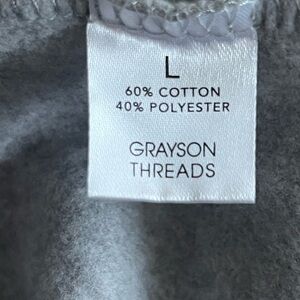 L
60% COTTON
40% POLYESTER
GRAYSON
THREADS